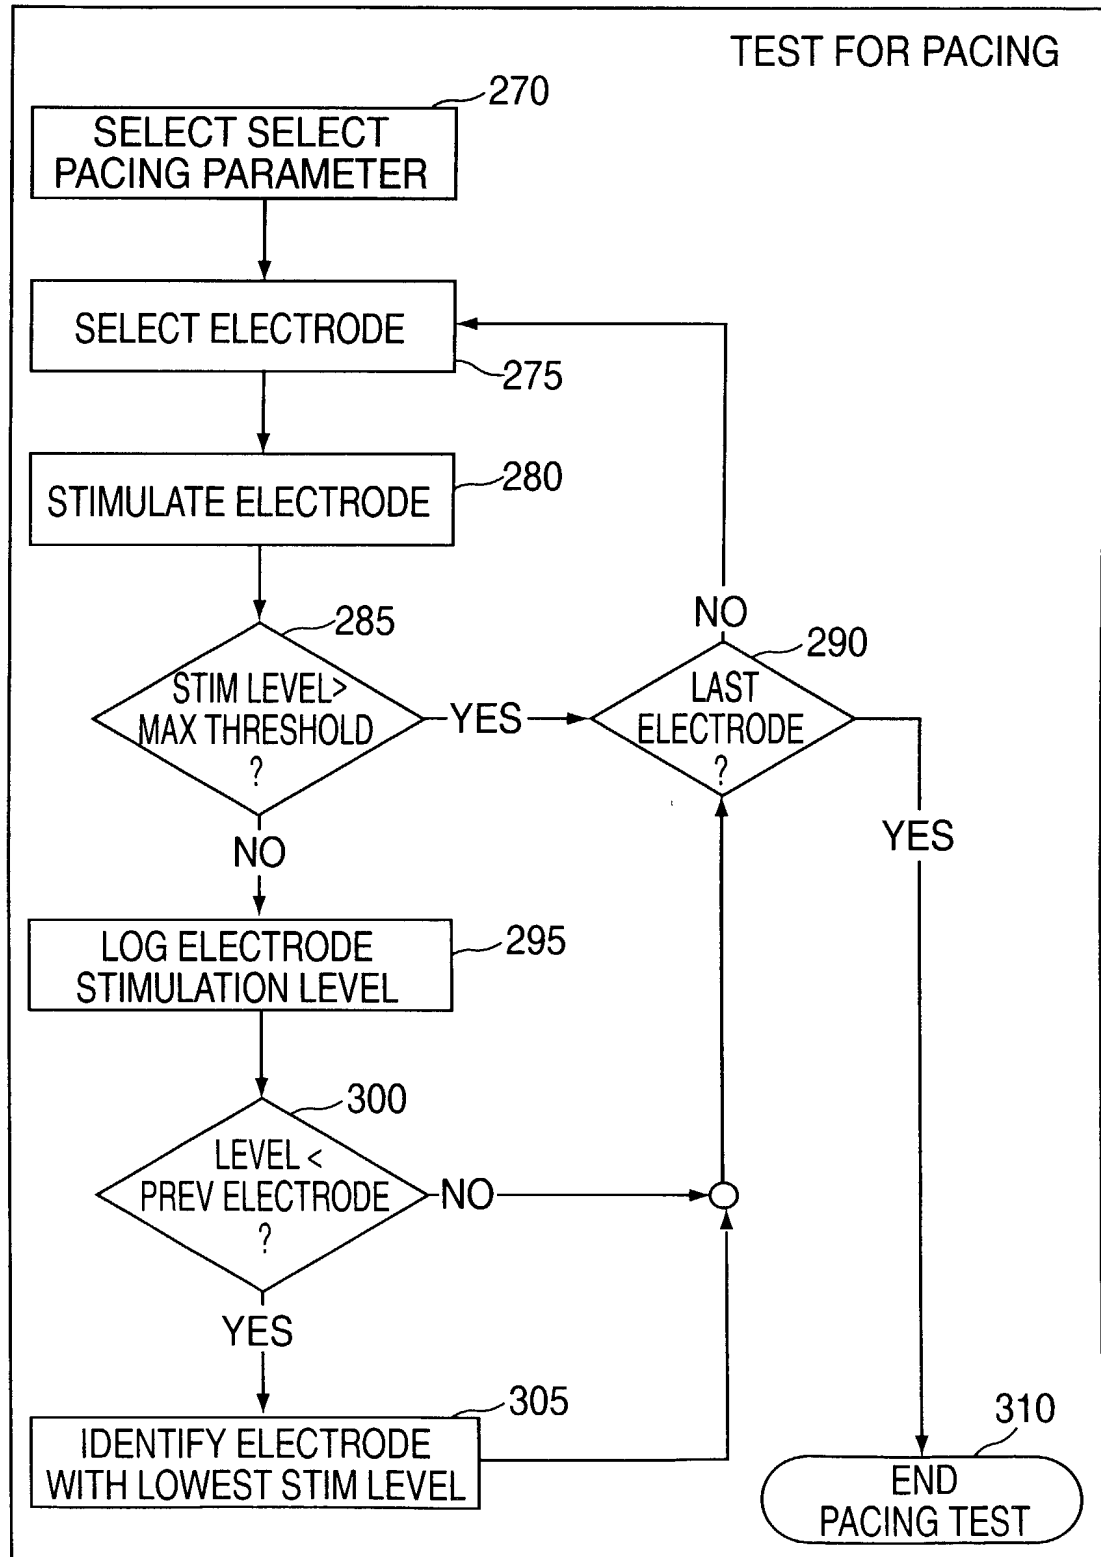 TEST FOR PACING
270
SELECT SELECT
PACING PARAMETER
SELECT ELECTRODE
275
STIMULATE ELECTRODE
280
285
STIM LEVEL>
MAX THRESHOLD
?
YES
NO
290
LAST
ELECTRODE
?
NO
YES
LOG ELECTRODE
STIMULATION LEVEL
295
300
LEVEL <
PREV ELECTRODE
?
NO
YES
305
IDENTIFY ELECTRODE
WITH LOWEST STIM LEVEL
310
END
PACING TEST